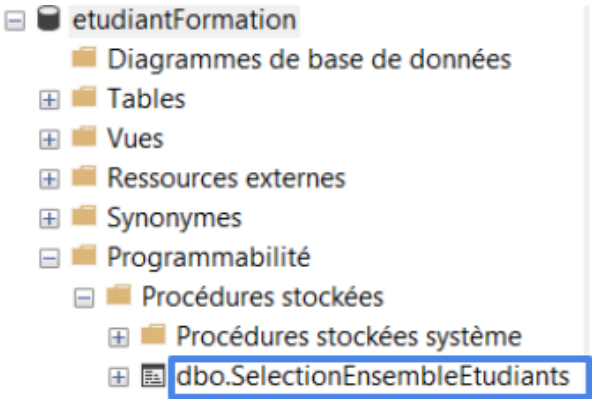 etudiantFormation
Diagrammes de base de données
Tables
Vues
Ressources externes
Synonymes
Programmabilité
Procédures stockées
Procédures stockées système
dbo.SelectionEnsembleEtudiants